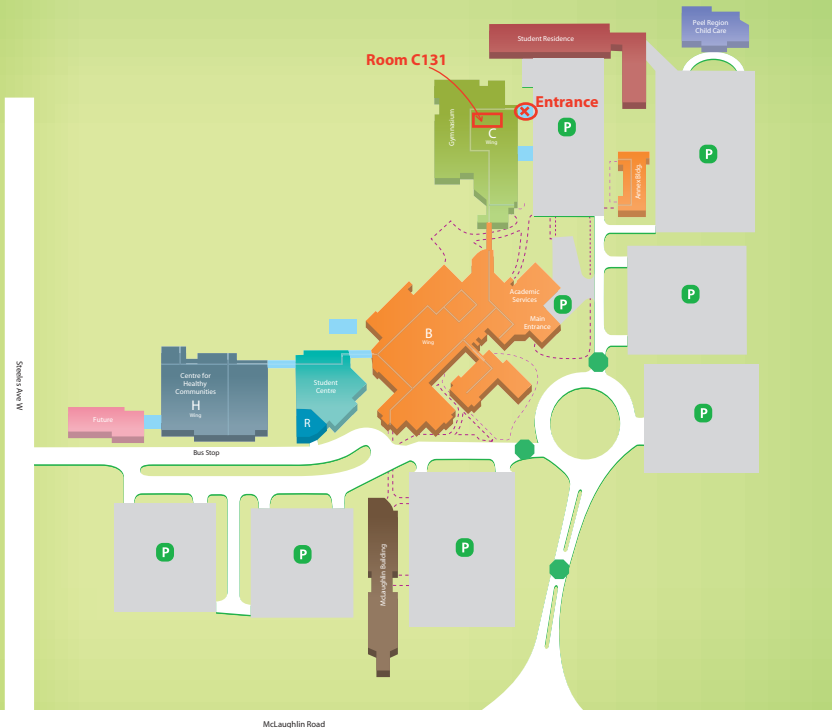 Peel Region
Child Care
Student Residence
Room C131
Entrance
P
P
Gymnasium
C
Wing
Annex Bldg.
Academic
Services
P
P
Main
Entrance
B
Wing
Steeles Ave W
Centre for
Healthy
Communities
H
Wing
Student
Centre
R
Future
P
Bus Stop
P
P
P
McLaughlin Building
McLaughlin Road